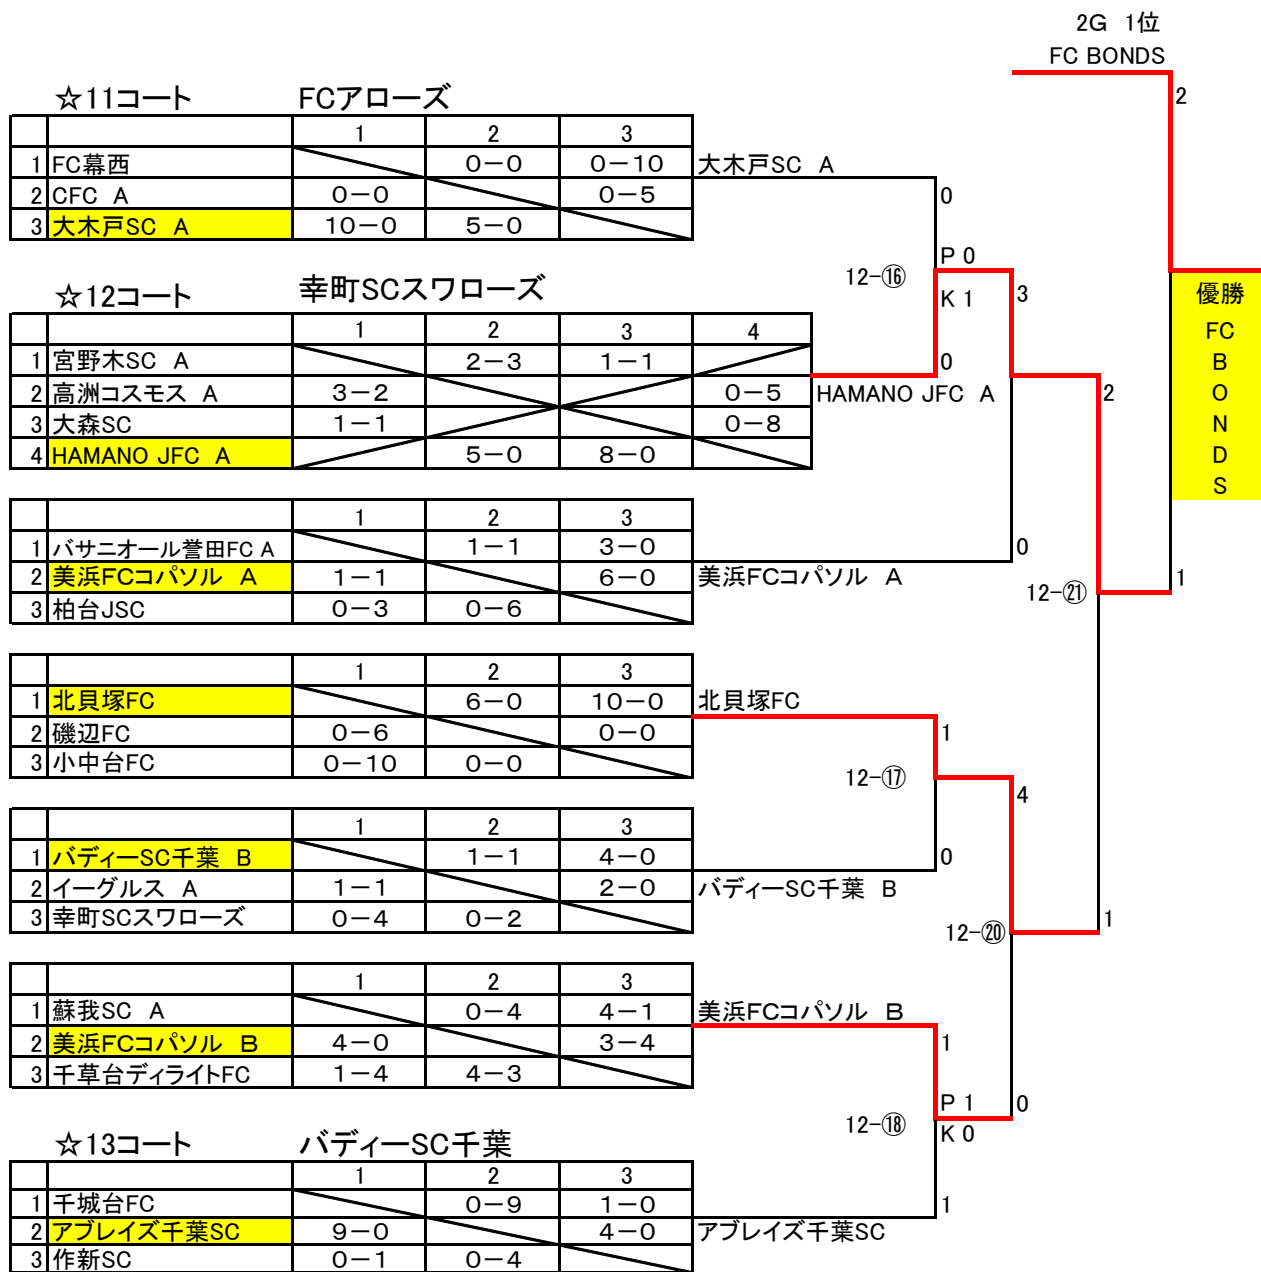 2G 1位
FC BONDS
2
☆11コート FCアローズ
1 2 3
1 FC幕西 0-0 0-10
2 CFC A 0-0 0-5
3 大木戸SC A 10-0 5-0
大木戸SC A
0
12-⑯
P 0
K 1
3
0
☆12コート 幸町SCスワローズ
1 2 3 4
1 宮野木SC A 2-3 1-1
2 高洲コスモス A 3-2 0-5
3 大森SC 1-1 0-8
4 HAMANO JFC A 5-0 8-0
HAMANO JFC A
2
優勝
FC
B
O
N
D
S
1 2 3
1 バサニオール誉田FC A 1-1 3-0
2 美浜FCコパソル A 1-1 6-0
3 柏台JSC 0-3 0-6
美浜FCコパソル A
0
12-㉑
1
1 2 3
1 北貝塚FC 6-0 10-0
2 磯辺FC 0-6 0-0
3 小中台FC 0-10 0-0
北貝塚FC
1
12-⑰
4
0
1 2 3
1 バディーSC千葉 B 1-1 4-0
2 イーグルス A 1-1 2-0
3 幸町SCスワローズ 0-4 0-2
バディーSC千葉 B
12-⑳
1
1 2 3
1 蘇我SC A 0-4 4-1
2 美浜FCコパソル B 4-0 3-4
3 千草台ディライトFC 1-4 4-3
美浜FCコパソル B
1
12-⑱
P 1
K 0
0
1
☆13コート バディーSC千葉
1 2 3
1 千城台FC 0-9 1-0
2 アブレイズ千葉SC 9-0 4-0
3 作新SC 0-1 0-4
アブレイズ千葉SC